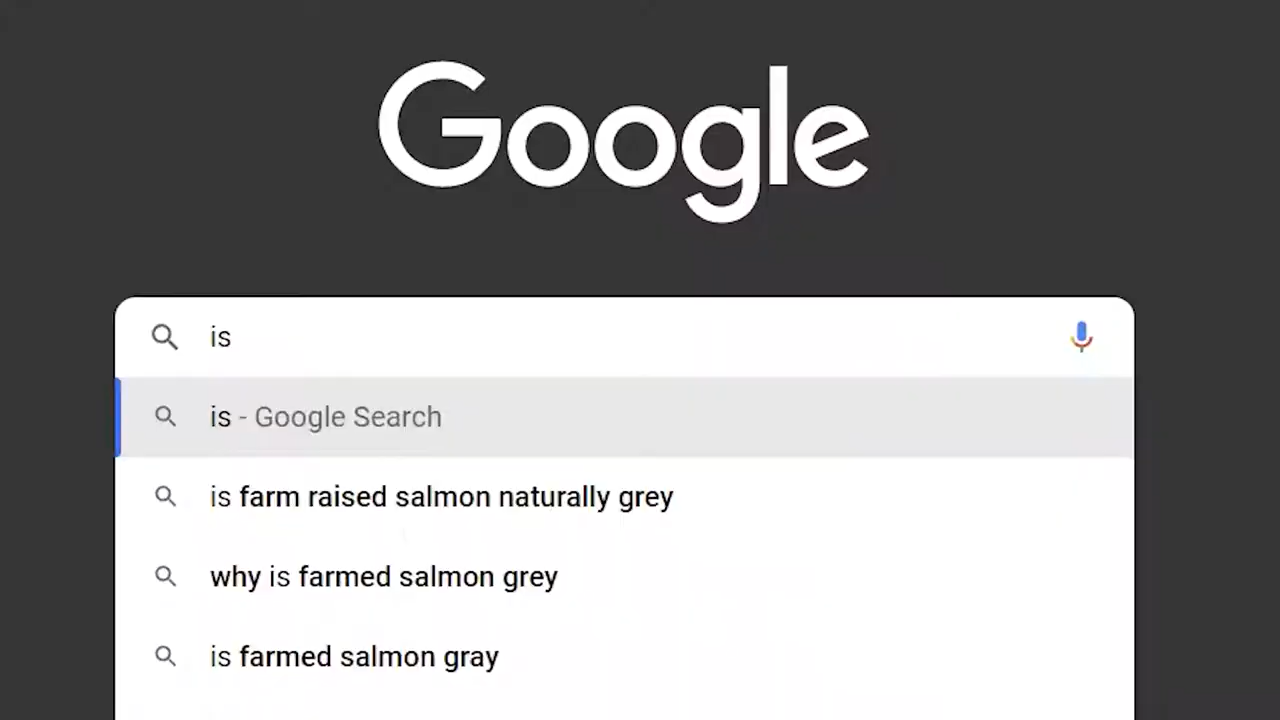 Google
is
is - Google Search
is farm raised salmon naturally grey
why is farmed salmon grey
is farmed salmon gray